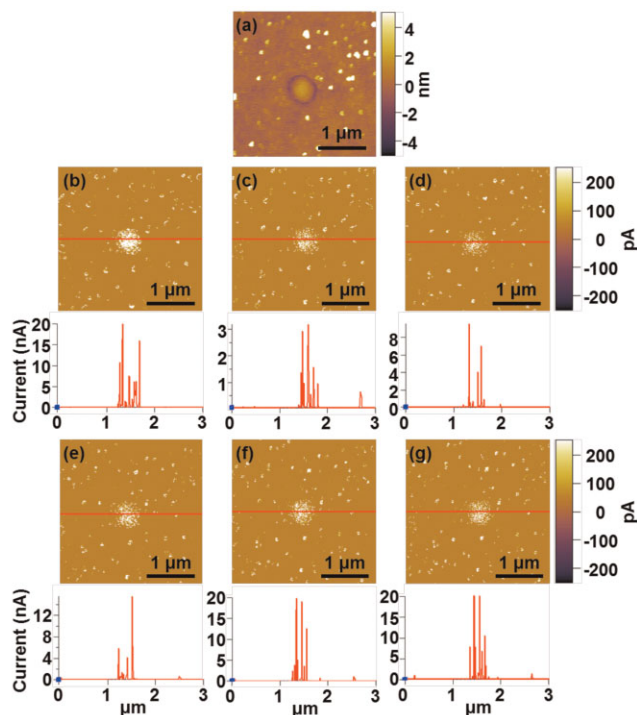 (a)
1 µm
4
2
0
-2
-4
nm
(b)
1 µm
(c)
1 µm
(d)
1 µm
200
100
0
-100
-200
pA
Current (nA)
20
15
10
5
0
0 1 2 3
3
2
1
0 1 2 3
8
6
4
2
0
0 1 2 3
(e)
1 µm
(f)
1 µm
(g)
1 µm
200
100
0
-100
-200
pA
Current (nA)
12
8
4
0
0 1 2 3
µm
20
15
10
5
0
0 1 2 3
µm
20
15
10
5
0
0 1 2 3
µm